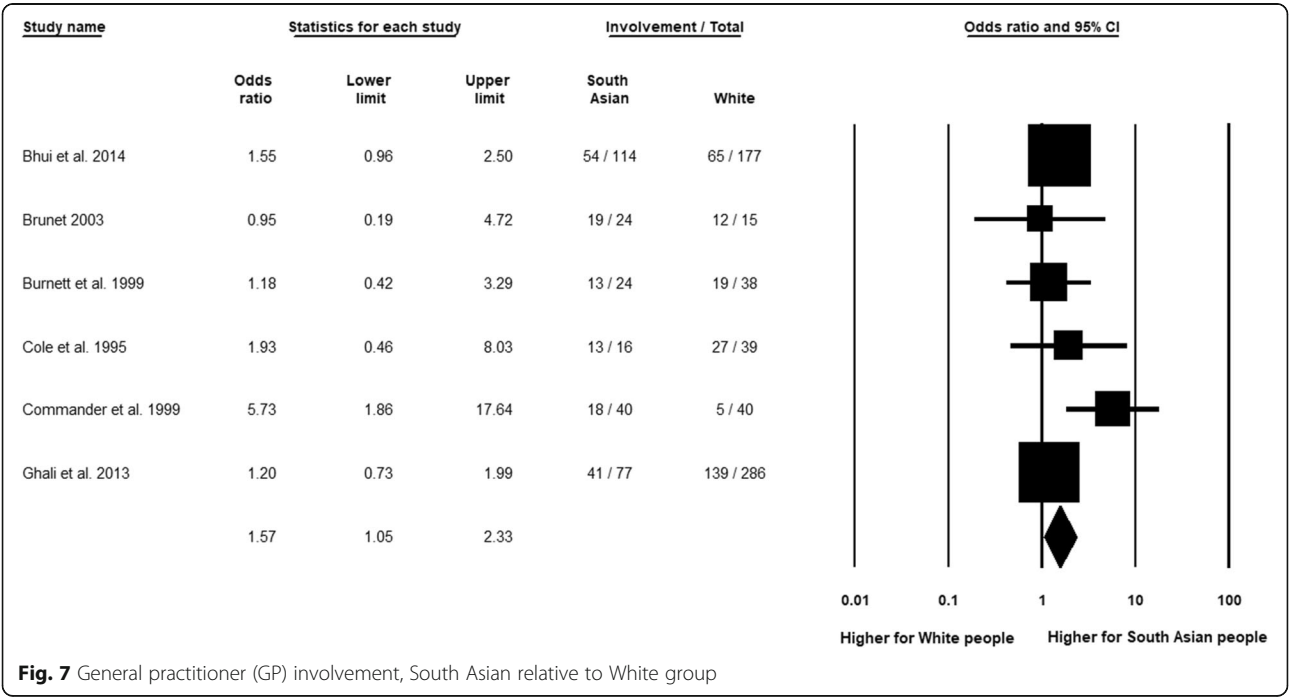 Study name Statistics for each study Involvement / Total Odds ratio and 95% CI
Odds ratio Lower limit Upper limit South Asian White
Bhui et al. 2014 1.55 0.96 2.50 54 / 114 65 / 177
Brunet 2003 0.95 0.19 4.72 19 / 24 12 / 15
Burnett et al. 1999 1.18 0.42 3.29 13 / 24 19 / 38
Cole et al. 1995 1.93 0.46 8.03 13 / 16 27 / 39
Commander et al. 1999 5.73 1.86 17.64 18 / 40 5 / 40
Ghali et al. 2013 1.20 0.73 1.99 41 / 77 139 / 286
1.57 1.05 2.33
0.01 0.1 1 10 100
Higher for White people Higher for South Asian people
Fig. 7 General practitioner (GP) involvement, South Asian relative to White group